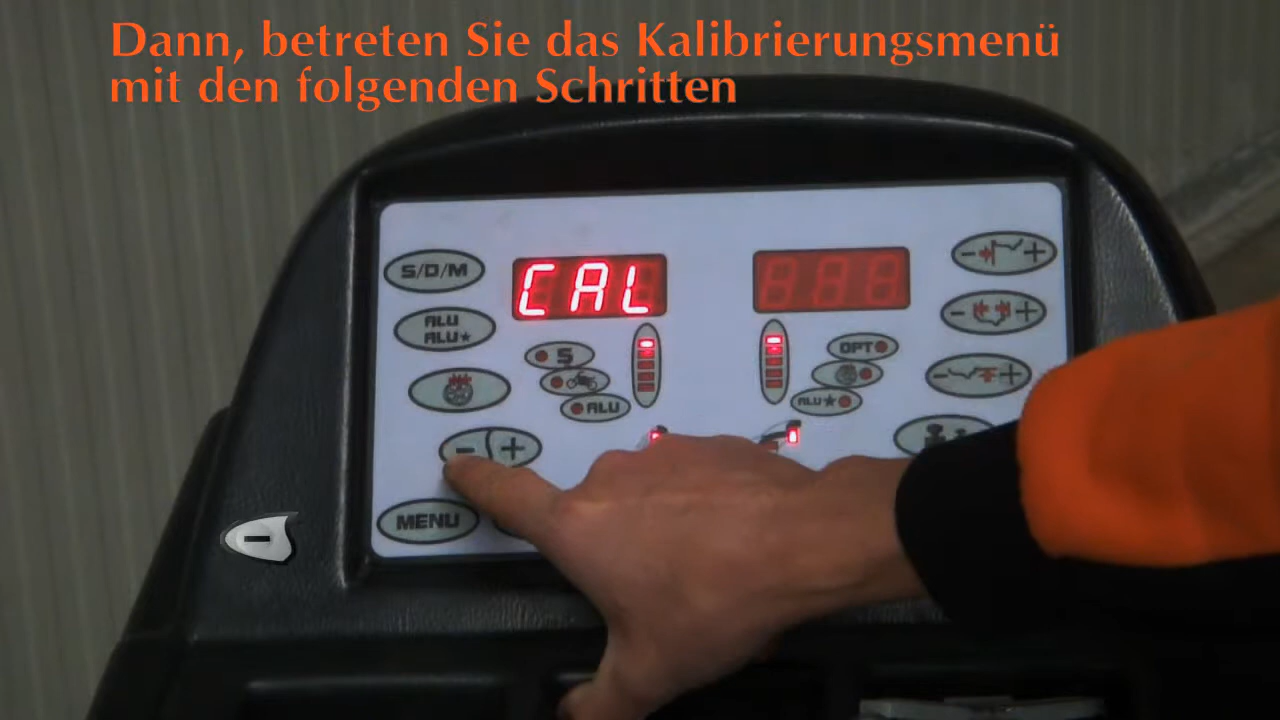 Dann, betreten Sie das Kalibrierungsmenü
mit den folgenden Schritten
S/D/M
CAL
- +
ALU
ALU★
S
OPT
- +
ALU
ALU★
- +
- +
MENU
-